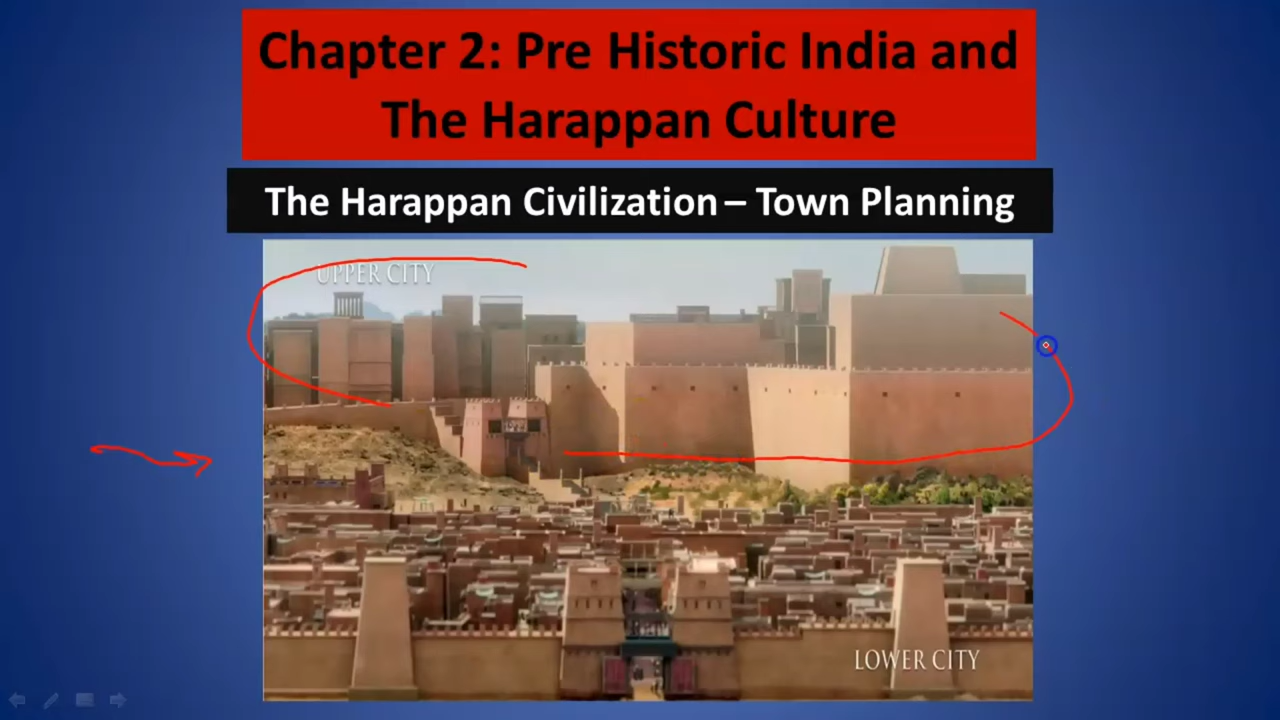 Chapter 2: Pre Historic India and
The Harappan Culture
The Harappan Civilization – Town Planning
UPPER CITY
LOWER CITY